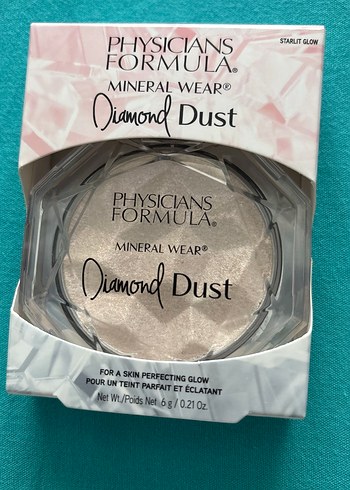 STARLIT GLOW
PHYSICIANS
FORMULA®
MINERAL WEAR®
Diamond Dust
PHYSICIANS
FORMULA®
MINERAL WEAR®
Diamond Dust
FOR A SKIN PERFECTING GLOW
POUR UN TEINT PARFAIT ET ÉCLATANT
Net Wt./Poids Net 6 g / 0.21 Oz.